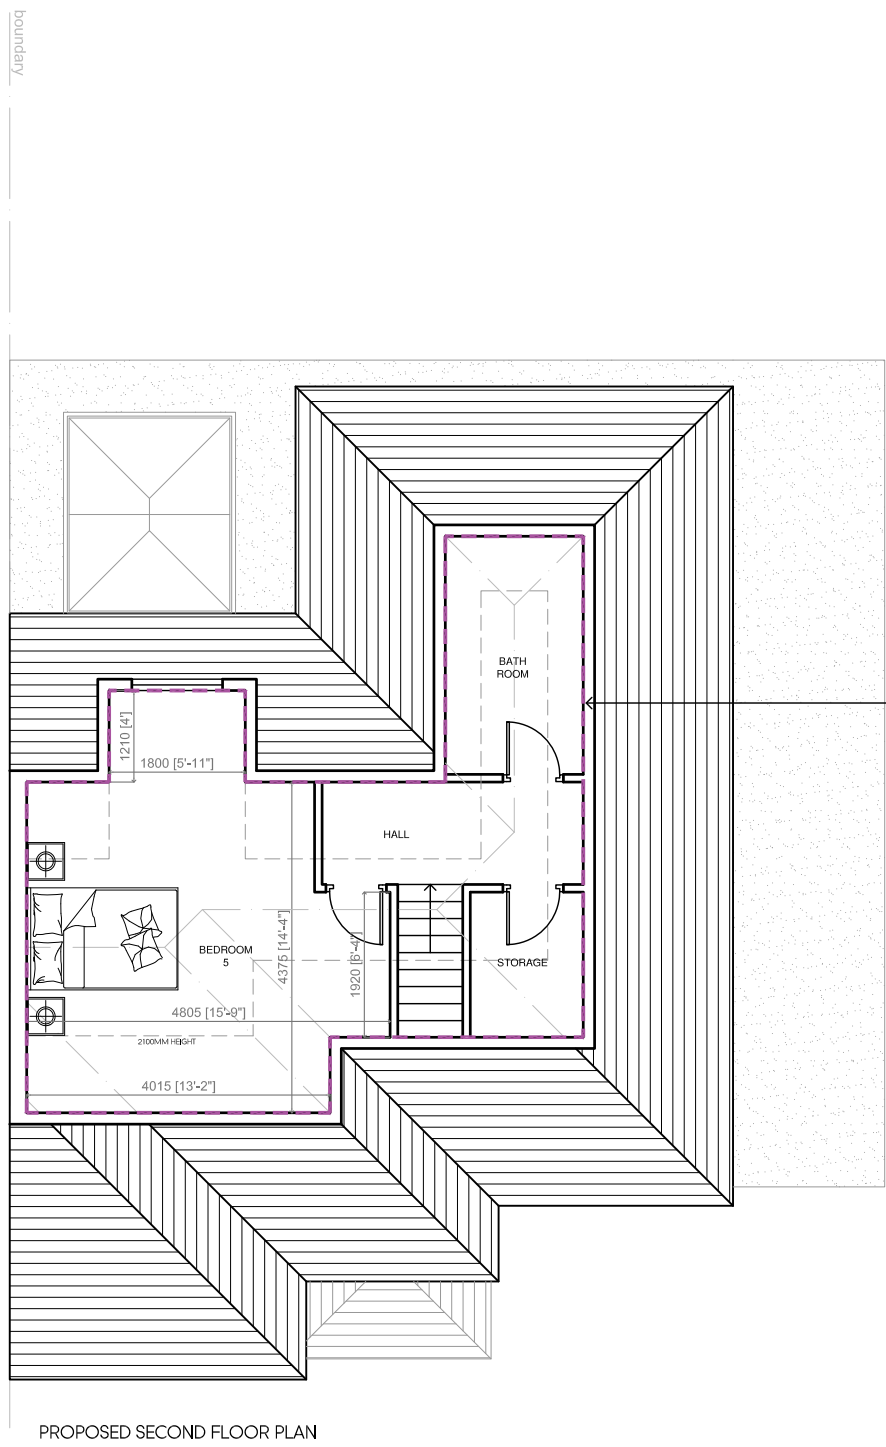 boundary
BATH
ROOM
1210 [4']
1800 [5'-11"]
HALL
BEDROOM
5
4375 [14'-4"]
1920 [6'-4"]
STORAGE
4805 [15'-9"]
2100MM HEIGHT
4015 [13'-2"]
PROPOSED SECOND FLOOR PLAN